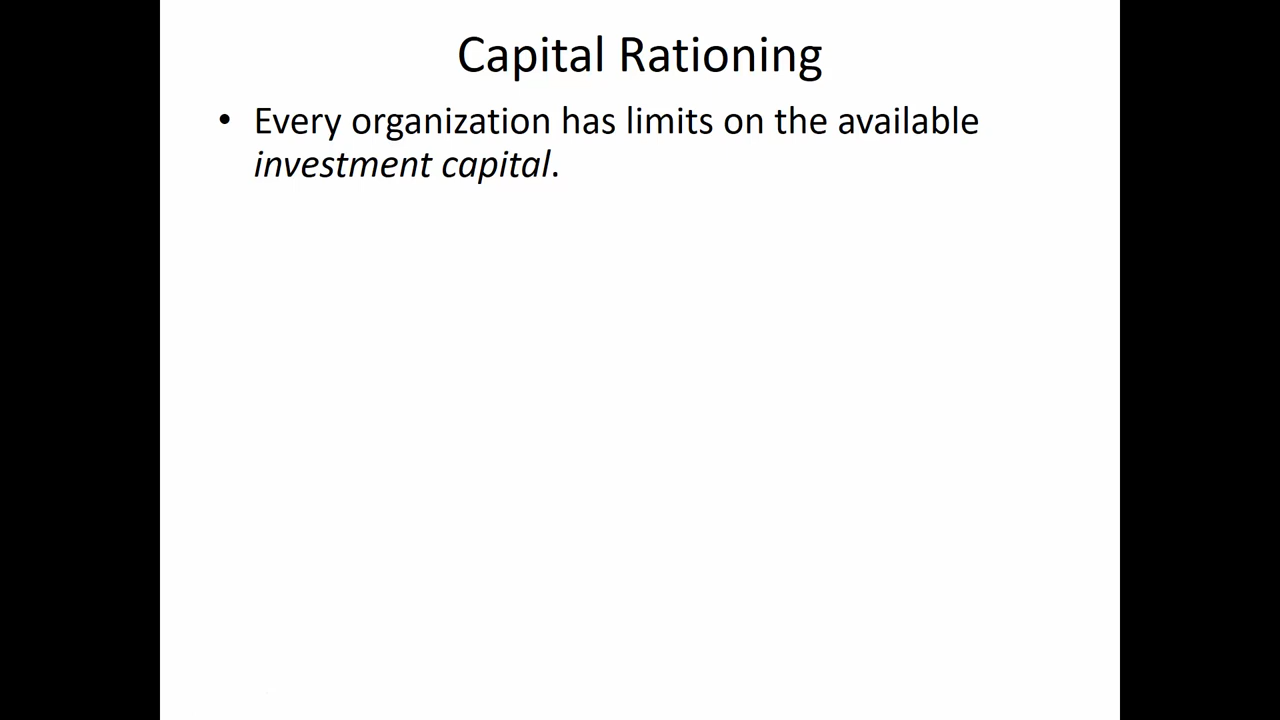 Capital Rationing
• Every organization has limits on the available
investment capital.